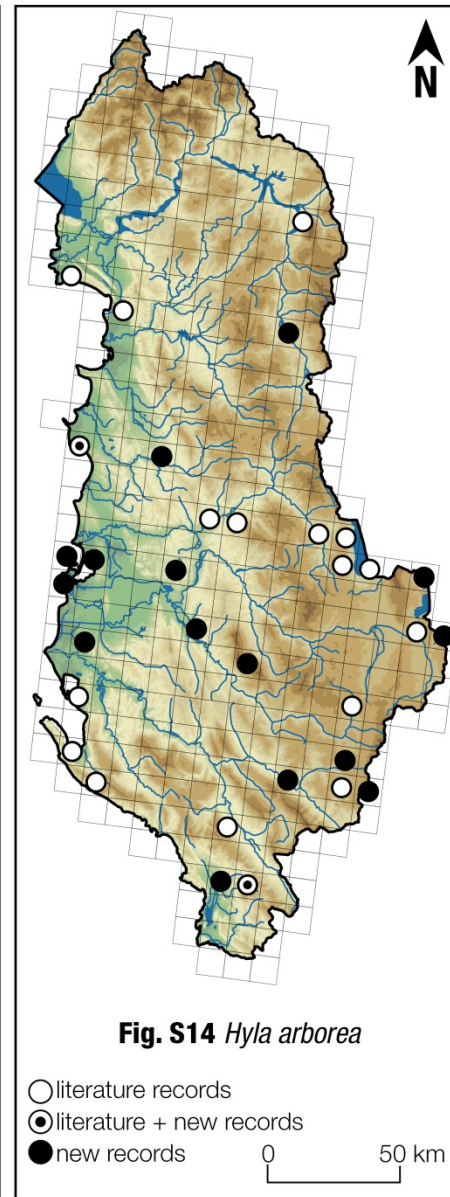 N
Fig. S14 Hyla arborea
literature records
literature + new records
new records
0 50 km